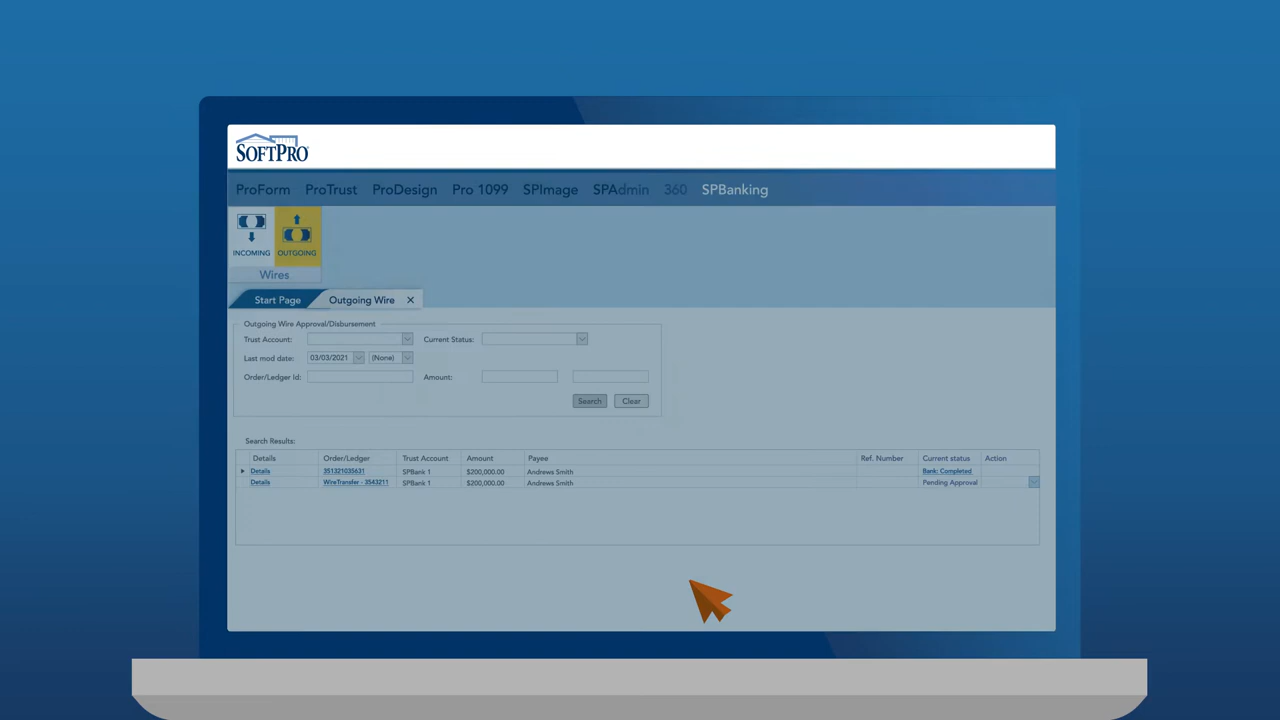 SOFTPRO
ProForm ProTrust ProDesign Pro 1099 SPImage SPAdmin 360 SPBanking
INCOMING OUTGOING
Wires
Start Page Outgoing Wire ✕
Outgoing Wire Approval/Disbursement
Trust Account: Current Status:
Last mod date: 03/03/2021 (None)
Order/Ledger Id: Amount:
Search Clear
Search Results:
Details Order/Ledger Trust Account Amount Payee Ref. Number Current status Action
Details 351321035631 SPBank 1 $200,000.00 Andrews Smith Bank: Completed
Details WireTransfer - 3543211 SPBank 1 $200,000.00 Andrews Smith Pending Approval